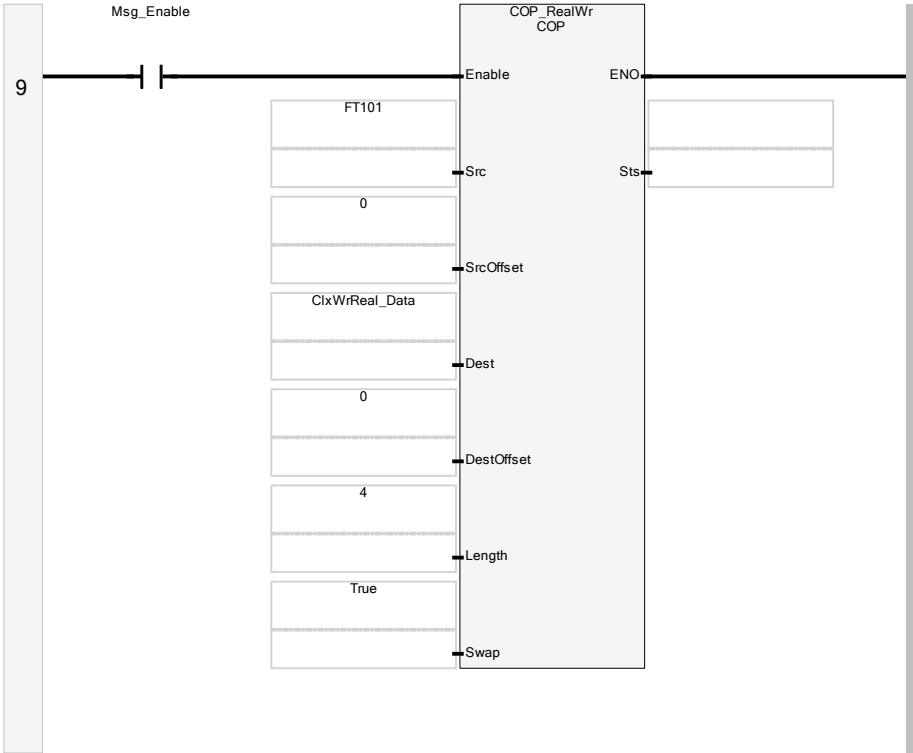 Msg_Enable
COP_RealWr
COP
9
Enable
ENO
FT101
Src
Sts
0
SrcOffset
ClxWrReal_Data
Dest
0
DestOffset
4
Length
True
Swap